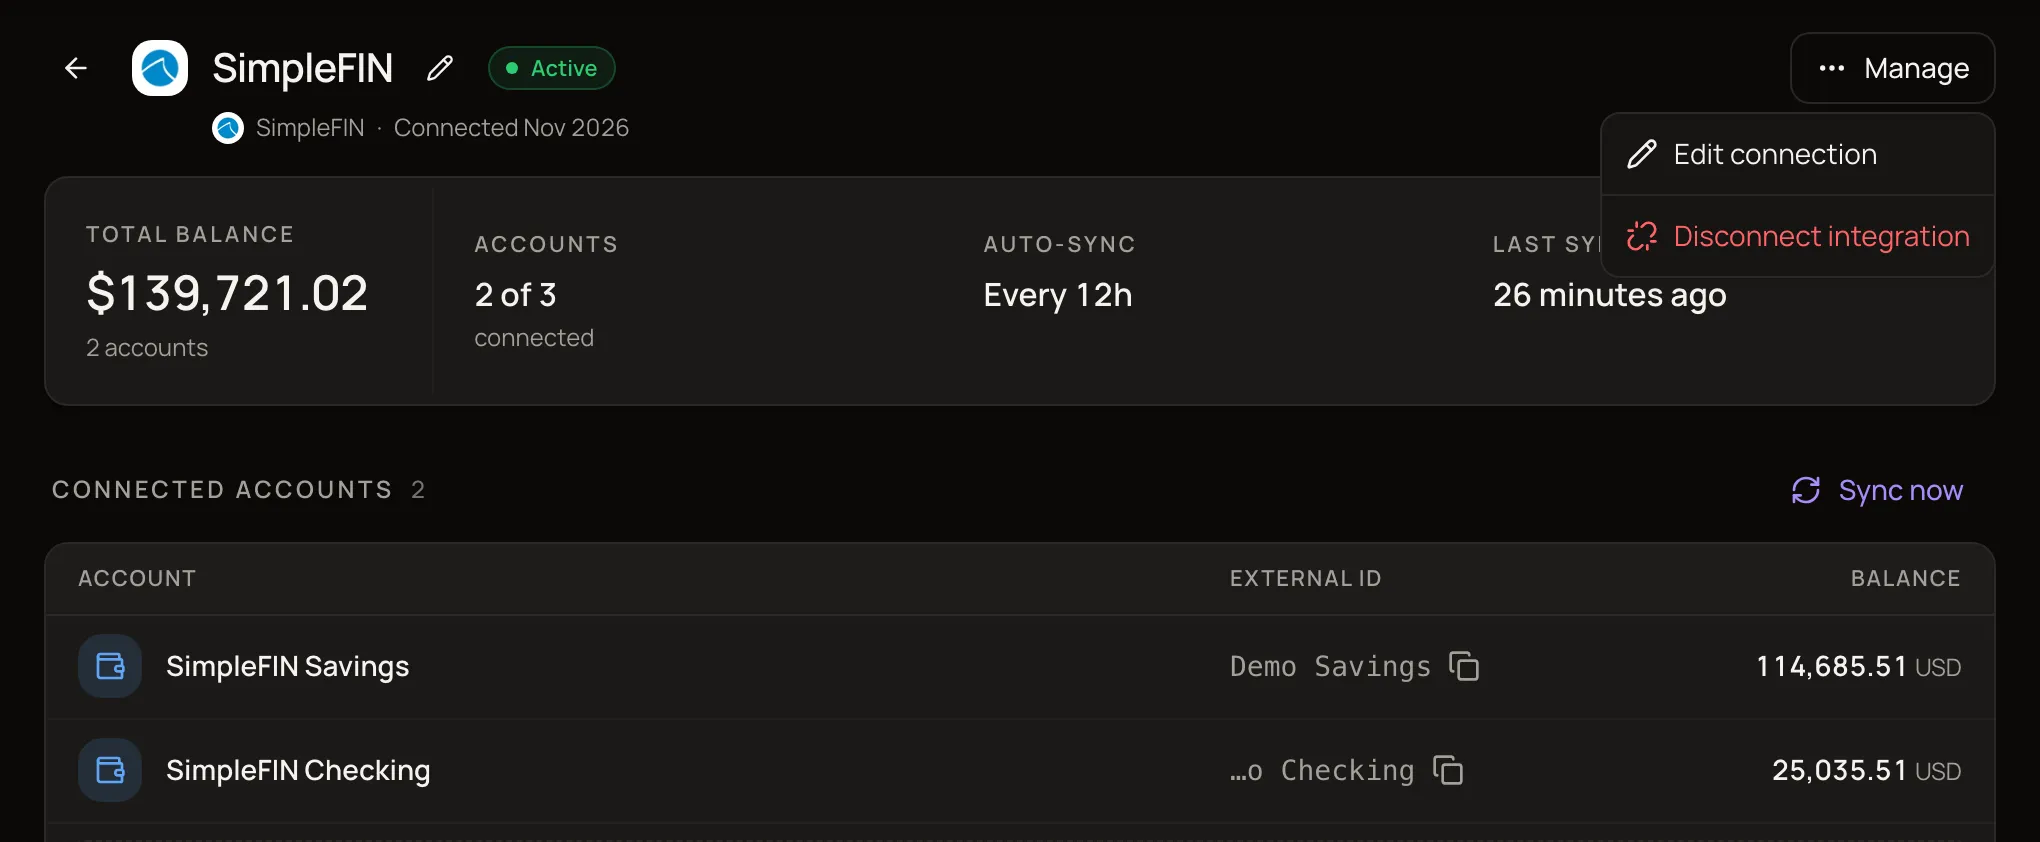 SimpleFIN
Active
Manage
SimpleFIN · Connected Nov 2026
Edit connection
Disconnect integration
TOTAL BALANCE
$139,721.02
2 accounts
ACCOUNTS
2 of 3
connected
AUTO-SYNC
Every 12h
LAST
26 minutes ago
CONNECTED ACCOUNTS 2
Sync now
ACCOUNT EXTERNAL ID BALANCE
SimpleFIN Savings Demo Savings 114,685.51 USD
SimpleFIN Checking …o Checking 25,035.51 USD